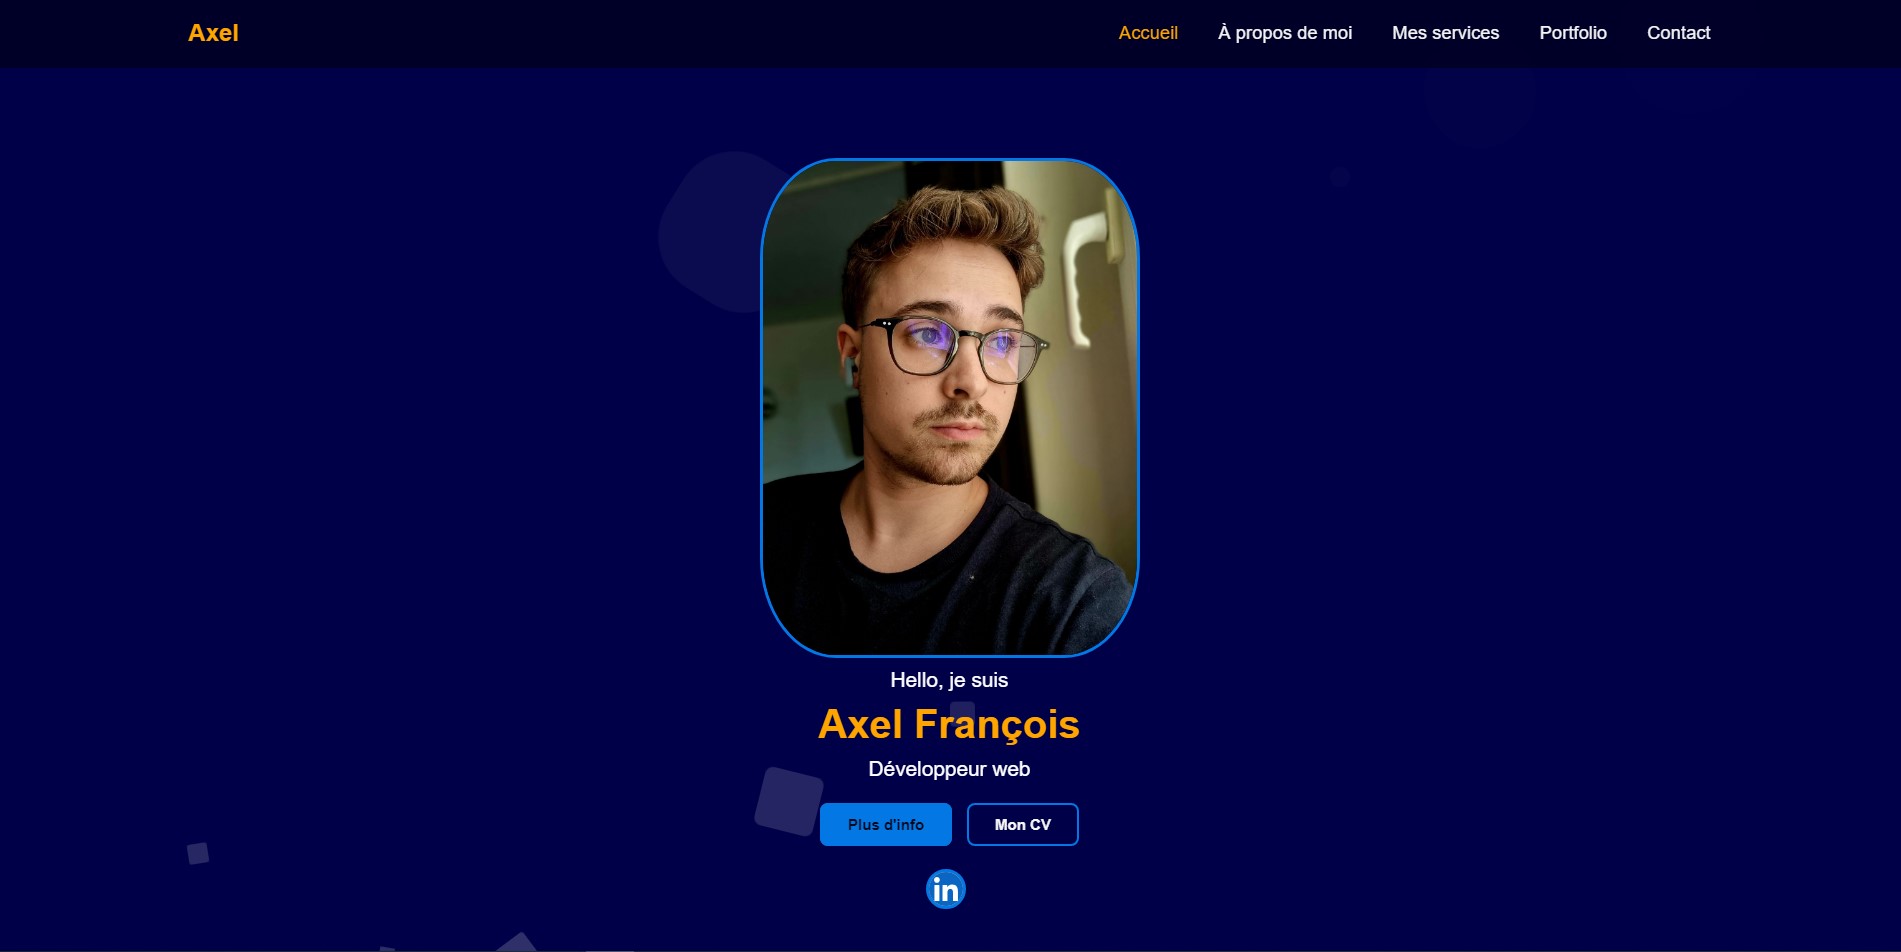 Axel
Accueil
À propos de moi
Mes services
Portfolio
Contact
Hello, je suis
Axel François
Développeur web
Plus d'info
Mon CV
in